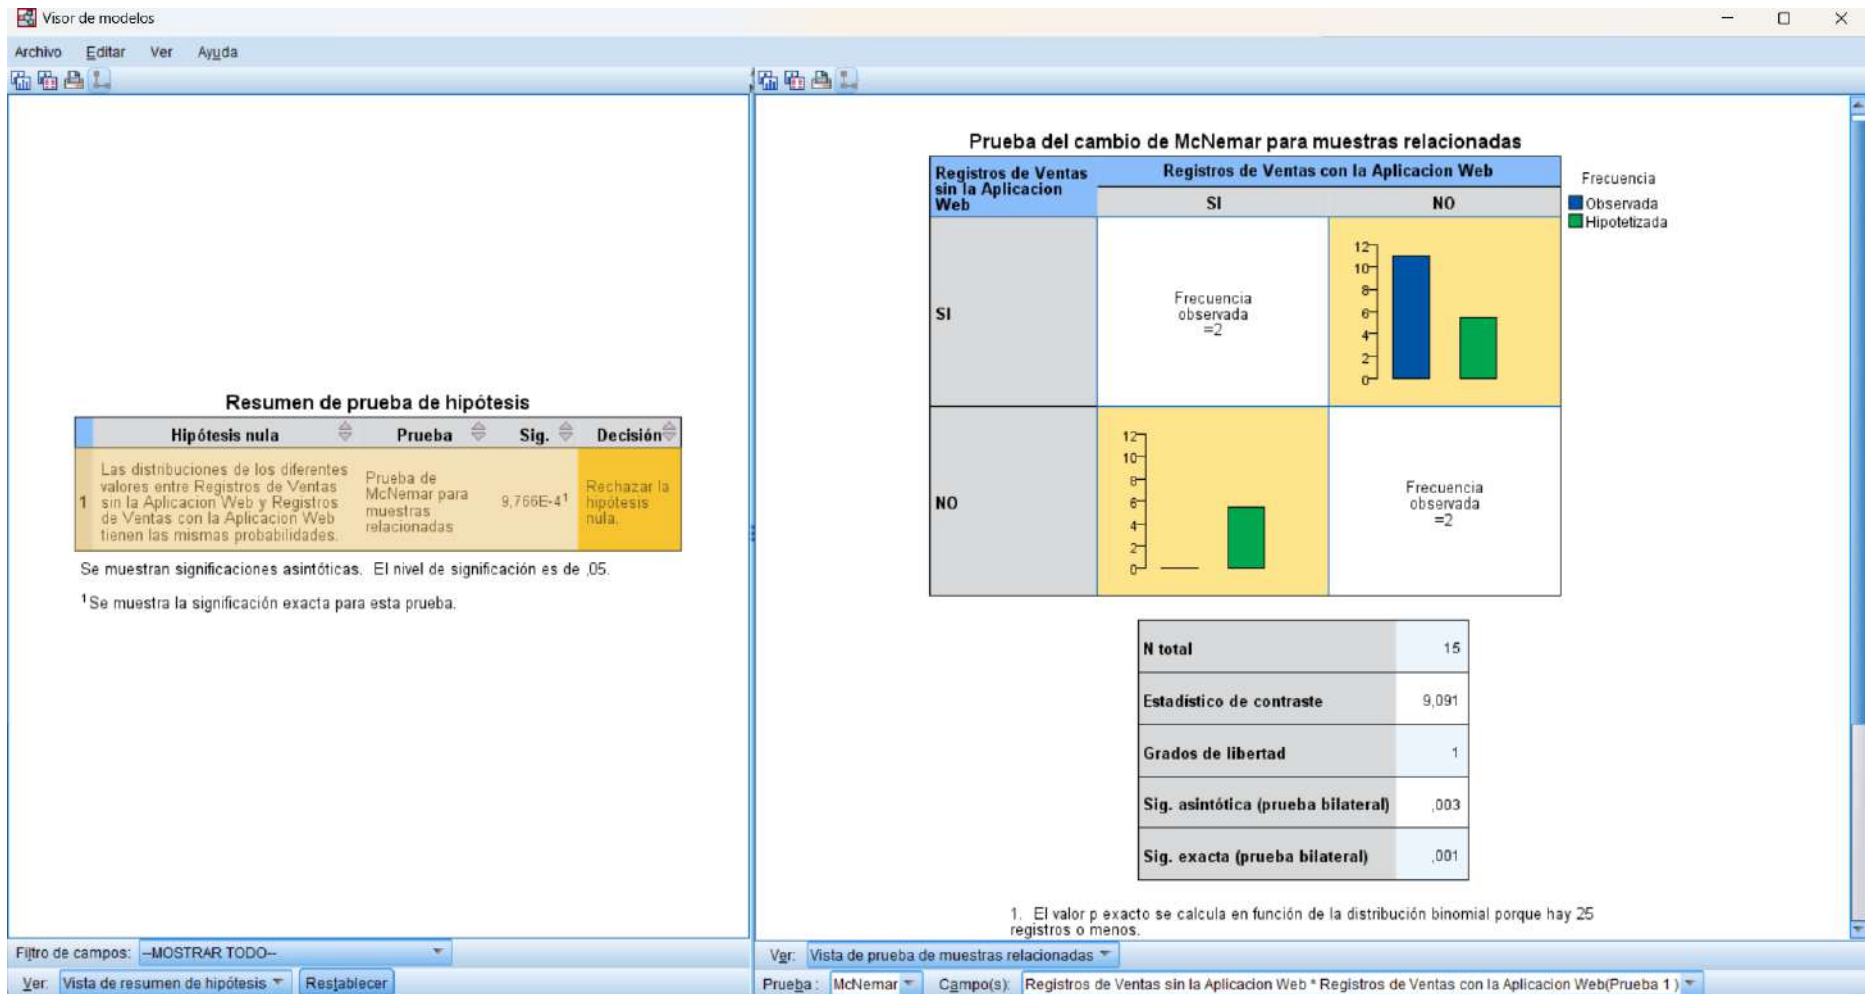 Visor de modelos
Archivo Editar Ver Ayuda
Resumen de prueba de hipótesis
Hipótesis nula Prueba Sig. Decisión
1 Las distribuciones de los diferentes valores entre Registros de Ventas sin la Aplicacion Web y Registros de Ventas con la Aplicacion Web tienen las mismas probabilidades. Prueba de McNemar para muestras relacionadas 9,766E-4¹ Rechazar la hipótesis nula.
Se muestran significaciones asintóticas. El nivel de significación es de ,05.
¹Se muestra la significación exacta para esta prueba.
Filtro de campos: --MOSTRAR TODO--
Ver: Vista de resumen de hipótesis Restablecer
Prueba del cambio de McNemar para muestras relacionadas
Registros de Ventas
sin la Aplicacion
Web
Registros de Ventas con la Aplicacion Web
SI NO
Frecuencia
Observada
Hipotetizada
SI
Frecuencia
observada
=2
12
10
8
6
4
2
0
NO
12
10
8
6
4
2
0
Frecuencia
observada
=2
N total 15
Estadístico de contraste 9,091
Grados de libertad 1
Sig. asintótica (prueba bilateral) ,003
Sig. exacta (prueba bilateral) ,001
1. El valor p exacto se calcula en función de la distribución binomial porque hay 25
registros o menos.
Ver: Vista de prueba de muestras relacionadas
Prueba : McNemar Campo(s): Registros de Ventas sin la Aplicacion Web * Registros de Ventas con la Aplicacion Web(Prueba 1 )